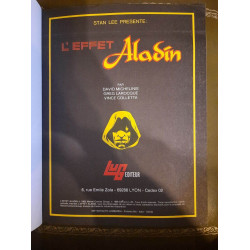 STAN LEE PRESENTE:
L'EFFET Aladin
par
DAVID MICHELINIE
GREG LAROCQUE
VINCE COLLETTA
LUG EDITEUR
6, rue Emile Zola - 69002 LYON - Cedex 02